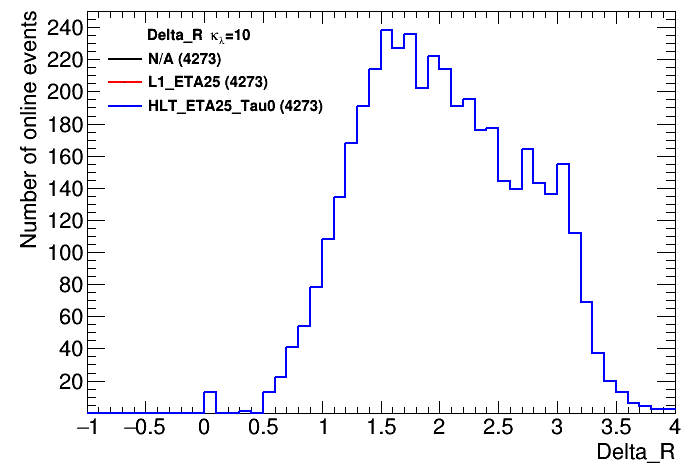 Delta_R κλ=10
N/A (4273)
L1_ETA25 (4273)
HLT_ETA25_Tau0 (4273)
Number of online events
240
220
200
180
160
140
120
100
80
60
40
20
−1 −0.5 0 0.5 1 1.5 2 2.5 3 3.5 4
Delta_R